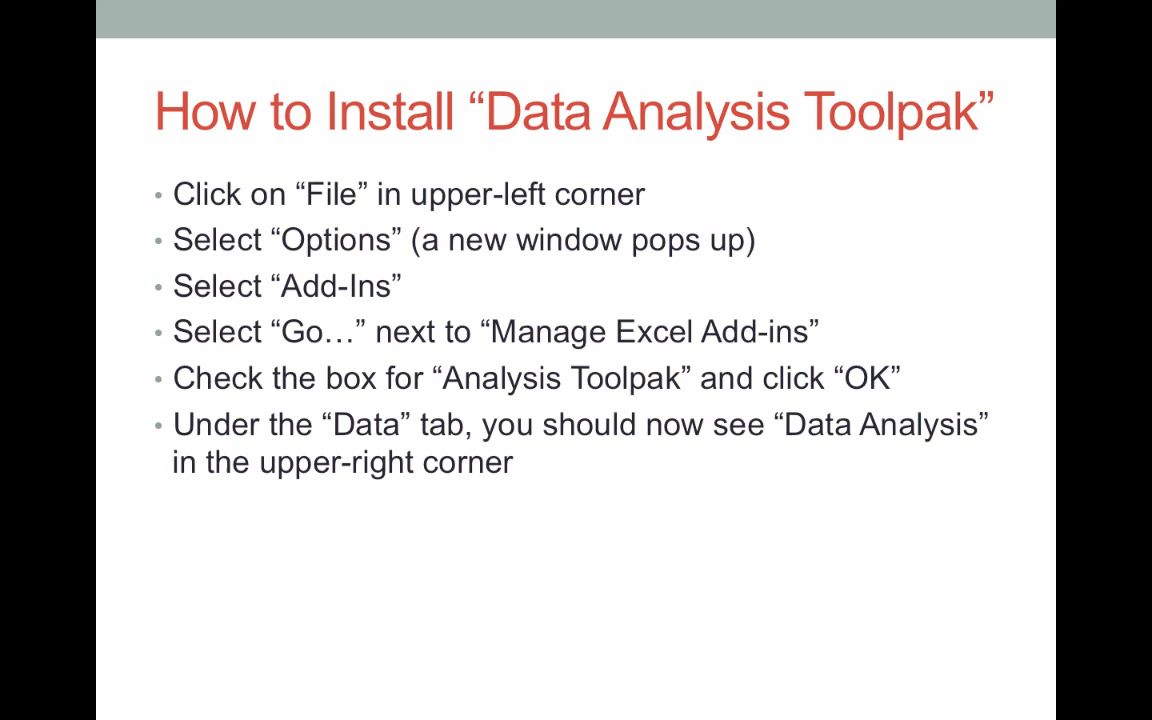 How to Install “Data Analysis Toolpak”
• Click on “File” in upper-left corner
• Select “Options” (a new window pops up)
• Select “Add-Ins”
• Select “Go…” next to “Manage Excel Add-ins”
• Check the box for “Analysis Toolpak” and click “OK”
• Under the “Data” tab, you should now see “Data Analysis”
in the upper-right corner